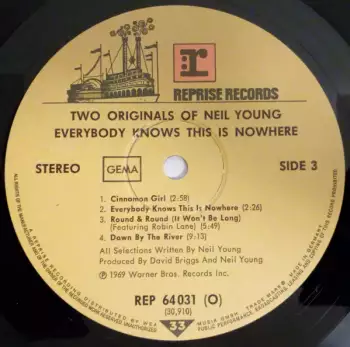 r
REPRISE RECORDS
TWO ORIGINALS OF NEIL YOUNG
EVERYBODY KNOWS THIS IS NOWHERE
STEREO
GEMA
SIDE 3
1. Cinnamon Girl (2:58)
2. Everybody Knows This Is Nowhere (2:26)
3. Round & Round (It Won't Be Long)
(Featuring Robin Lane) (5:49)
4. Down By The River (9:13)
All Selections Written by Neil Young
Produced By David Briggs And Neil Young
℗ 1969 Warner Bros. Records Inc.
REP 64031 (O)
(30,910)
33